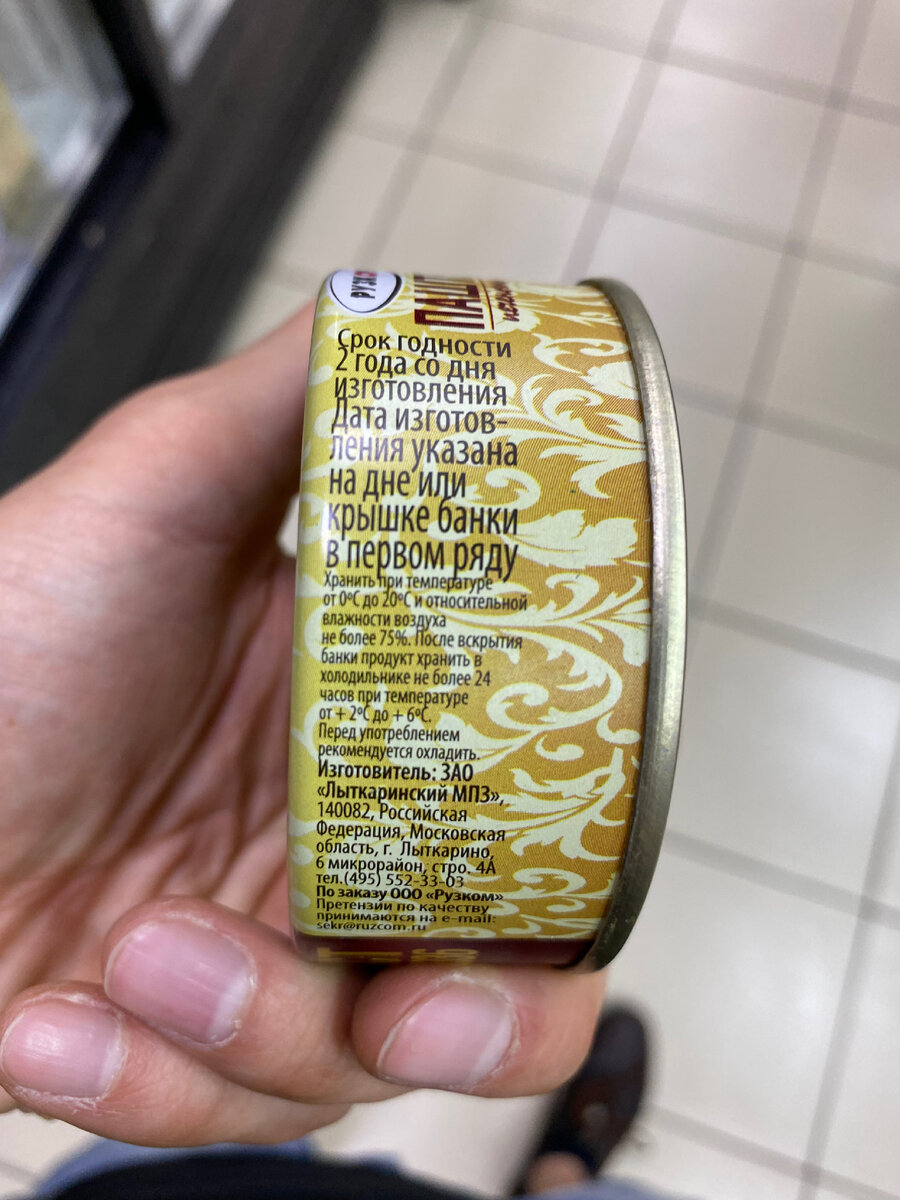 РУЗК
ПАШТ
Срок годности
2 года со дня
изготовления
Дата изготов-
ления указана
на дне или
крышке банки
в первом ряду
Хранить при температуре
от 0°С до 20°С и относительной
влажности воздуха
не более 75%. После вскрытия
банки продукт хранить в
холодильнике не более 24
часов при температуре
от + 2°С до + 6°С.
Перед употреблением
рекомендуется охладить.
Изготовитель: ЗАО
«Лыткаринский МПЗ»,
140082, Российская
Федерация, Московская
область, г. Лыткарино,
6 микрорайон, стро. 4А
тел.(495) 552-33-03
По заказу ООО «Рузком»
Претензии по качеству
принимаются на e-mail:
sekr@ruzcom.ru